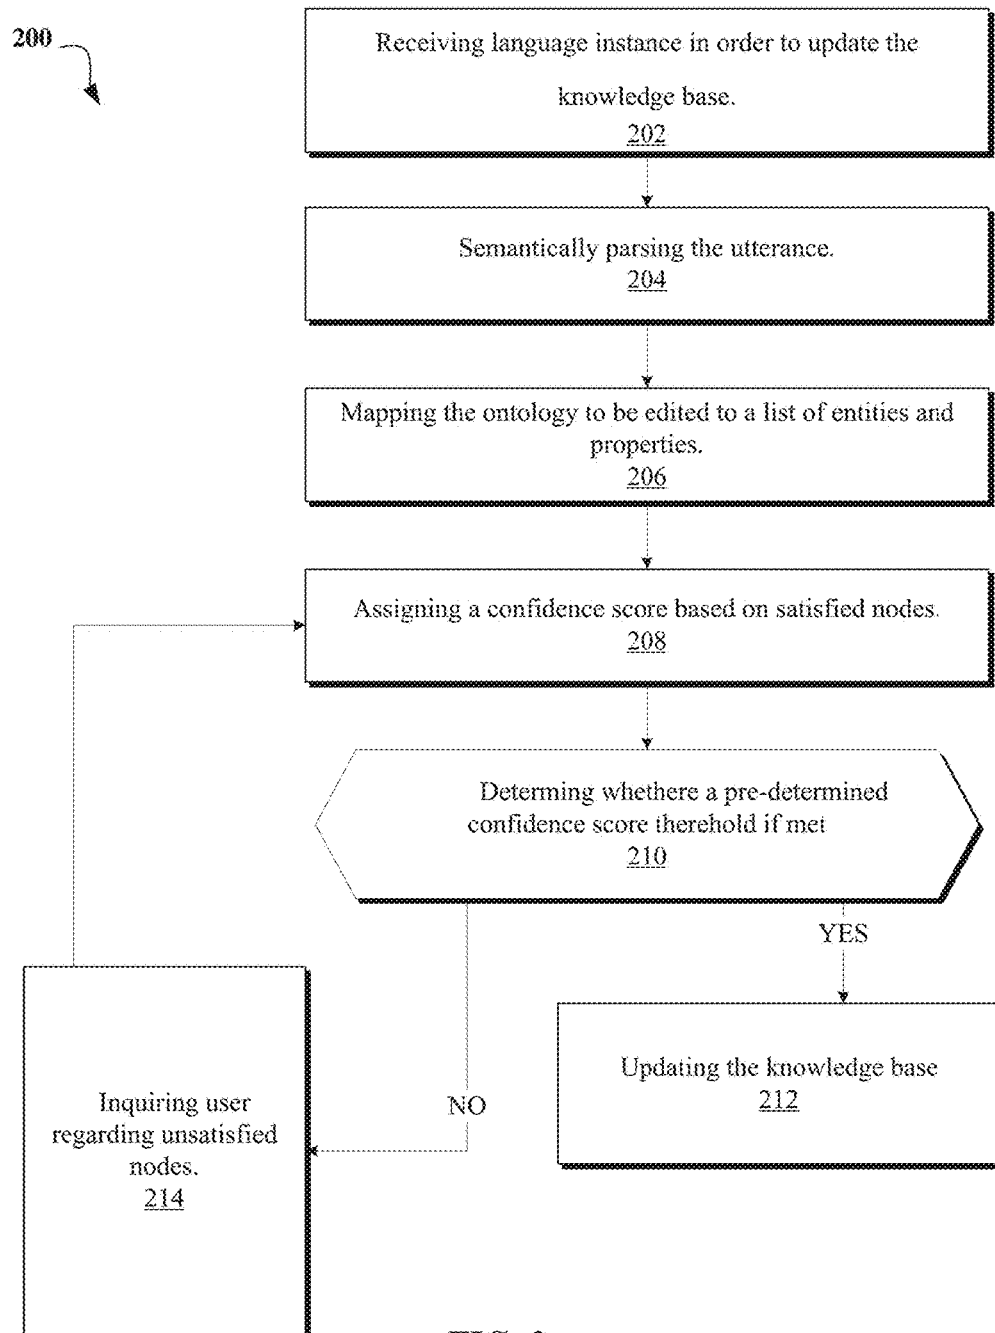 200
Receiving language instance in order to update the
knowledge base.
202
Semantically parsing the utterance.
204
Mapping the ontology to be edited to a list of entities and
properties.
206
Assigning a confidence score based on satisfied nodes.
208
Determing whethere a pre-determined
confidence score therehold if met
210
YES
Updating the knowledge base
212
NO
Inquiring user
regarding unsatisfied
nodes.
214